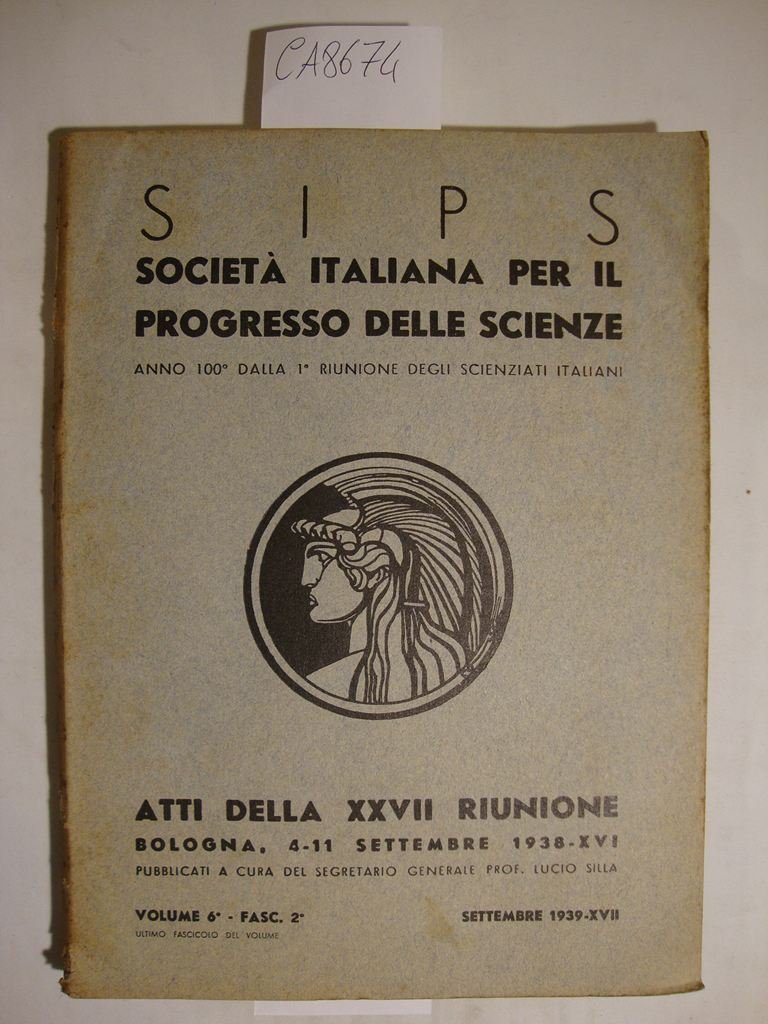 CA8674
S I P S
SOCIETÀ ITALIANA PER IL
PROGRESSO DELLE SCIENZE
ANNO 100° DALLA 1ª RIUNIONE DEGLI SCIENZIATI ITALIANI
ATTI DELLA XXVII RIUNIONE
BOLOGNA, 4-11 SETTEMBRE 1938-XVI
PUBBLICATI A CURA DEL SEGRETARIO GENERALE PROF. LUCIO SILLA
VOLUME 6° - FASC. 2° SETTEMBRE 1939-XVII
ULTIMO FASCICOLO DEL VOLUME